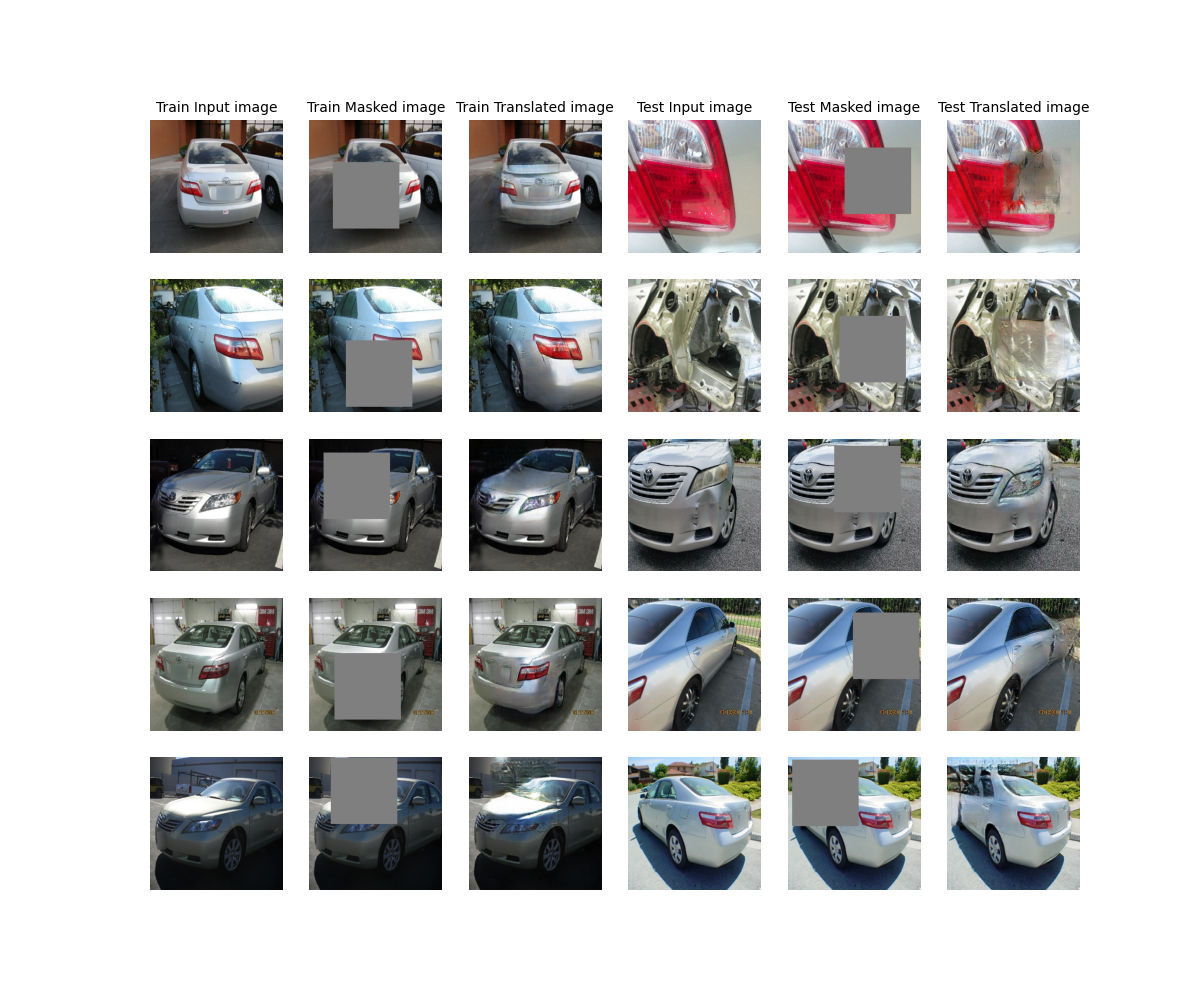 Train Input image
Train Masked image
Train Translated image
Test Input image
Test Masked image
Test Translated image